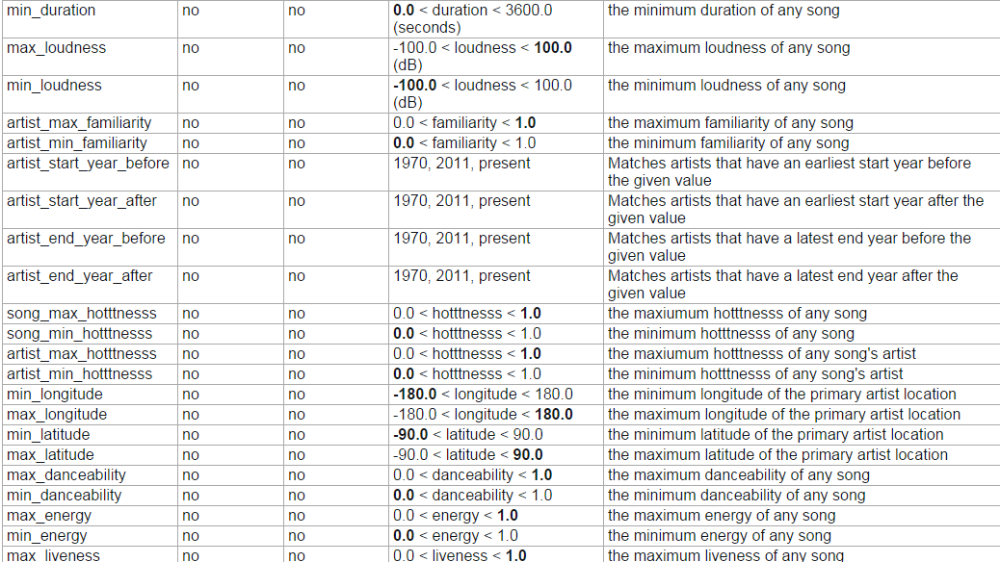 min_duration no no 0.0 < duration < 3600.0 the minimum duration of any song
(seconds)
max_loudness no no -100.0 < loudness < 100.0 the maximum loudness of any song
(dB)
min_loudness no no -100.0 < loudness < 100.0 the minimum loudness of any song
(dB)
artist_max_familiarity no no 0.0 < familiarity < 1.0 the maximum familiarity of any song
artist_min_familiarity no no 0.0 < familiarity < 1.0 the minimum familiarity of any song
artist_start_year_before no no 1970, 2011, present Matches artists that have an earliest start year before
the given value
artist_start_year_after no no 1970, 2011, present Matches artists that have an earliest start year after the
given value
artist_end_year_before no no 1970, 2011, present Matches artists that have a latest end year before the
given value
artist_end_year_after no no 1970, 2011, present Matches artists that have a latest end year after the
given value
song_max_hotttnesss no no 0.0 < hotttnesss < 1.0 the maxiumum hotttnesss of any song
song_min_hotttnesss no no 0.0 < hotttnesss < 1.0 the minimum hotttnesss of any song
artist_max_hotttnesss no no 0.0 < hotttnesss < 1.0 the maxiumum hotttnesss of any song's artist
artist_min_hotttnesss no no 0.0 < hotttnesss < 1.0 the minimum hotttnesss of any song's artist
min_longitude no no -180.0 < longitude < 180.0 the minimum longitude of the primary artist location
max_longitude no no -180.0 < longitude < 180.0 the maximum longitude of the primary artist location
min_latitude no no -90.0 < latitude < 90.0 the minimum latitude of the primary artist location
max_latitude no no -90.0 < latitude < 90.0 the maximum latitude of the primary artist location
max_danceability no no 0.0 < danceability < 1.0 the maximum danceability of any song
min_danceability no no 0.0 < danceability < 1.0 the minimum danceability of any song
max_energy no no 0.0 < energy < 1.0 the maximum energy of any song
min_energy no no 0.0 < energy < 1.0 the minimum energy of any song
max_liveness no no 0.0 < liveness < 1.0 the maximum liveness of any song